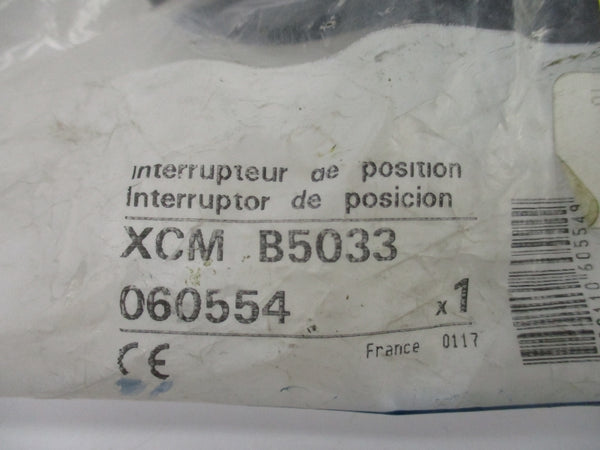 Interrupteur de position
Interruptor de posicion
XCM B5033
060554 x1
CE
France 0117